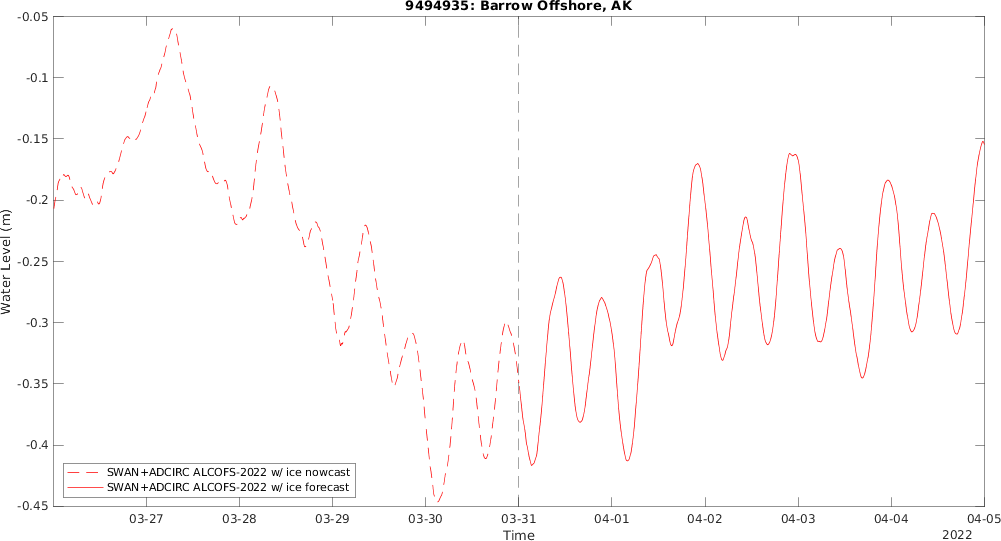 9494935: Barrow Offshore, AK
-0.05
-0.1
-0.15
-0.2
-0.25
-0.3
-0.35
-0.4
-0.45
Water Level (m)
SWAN+ADCIRC ALCOFS-2022 w/ ice nowcast
SWAN+ADCIRC ALCOFS-2022 w/ ice forecast
03-27 03-28 03-29 03-30 03-31 04-01 04-02 04-03 04-04 04-05
Time
2022